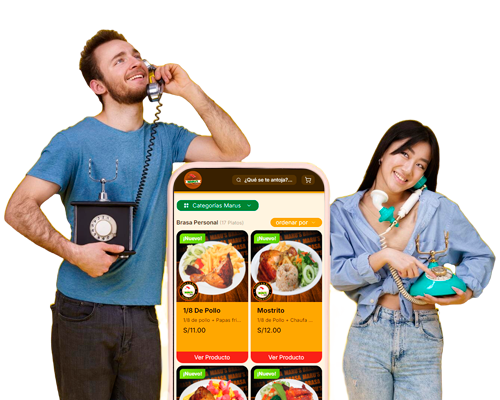 ¿Qué se te antoja?...
Categorías Marus
Brasa Personal (17 Platos)
ordenar por
¡Nuevo!
¡Nuevo!
1/8 De Pollo
1/8 de pollo + Papas fri...
S/11.00
Ver Producto
Mostrito
1/8 de Pollo + Chaufa...
S/12.00
Ver Producto
¡Nuevo!
¡Nuevo!